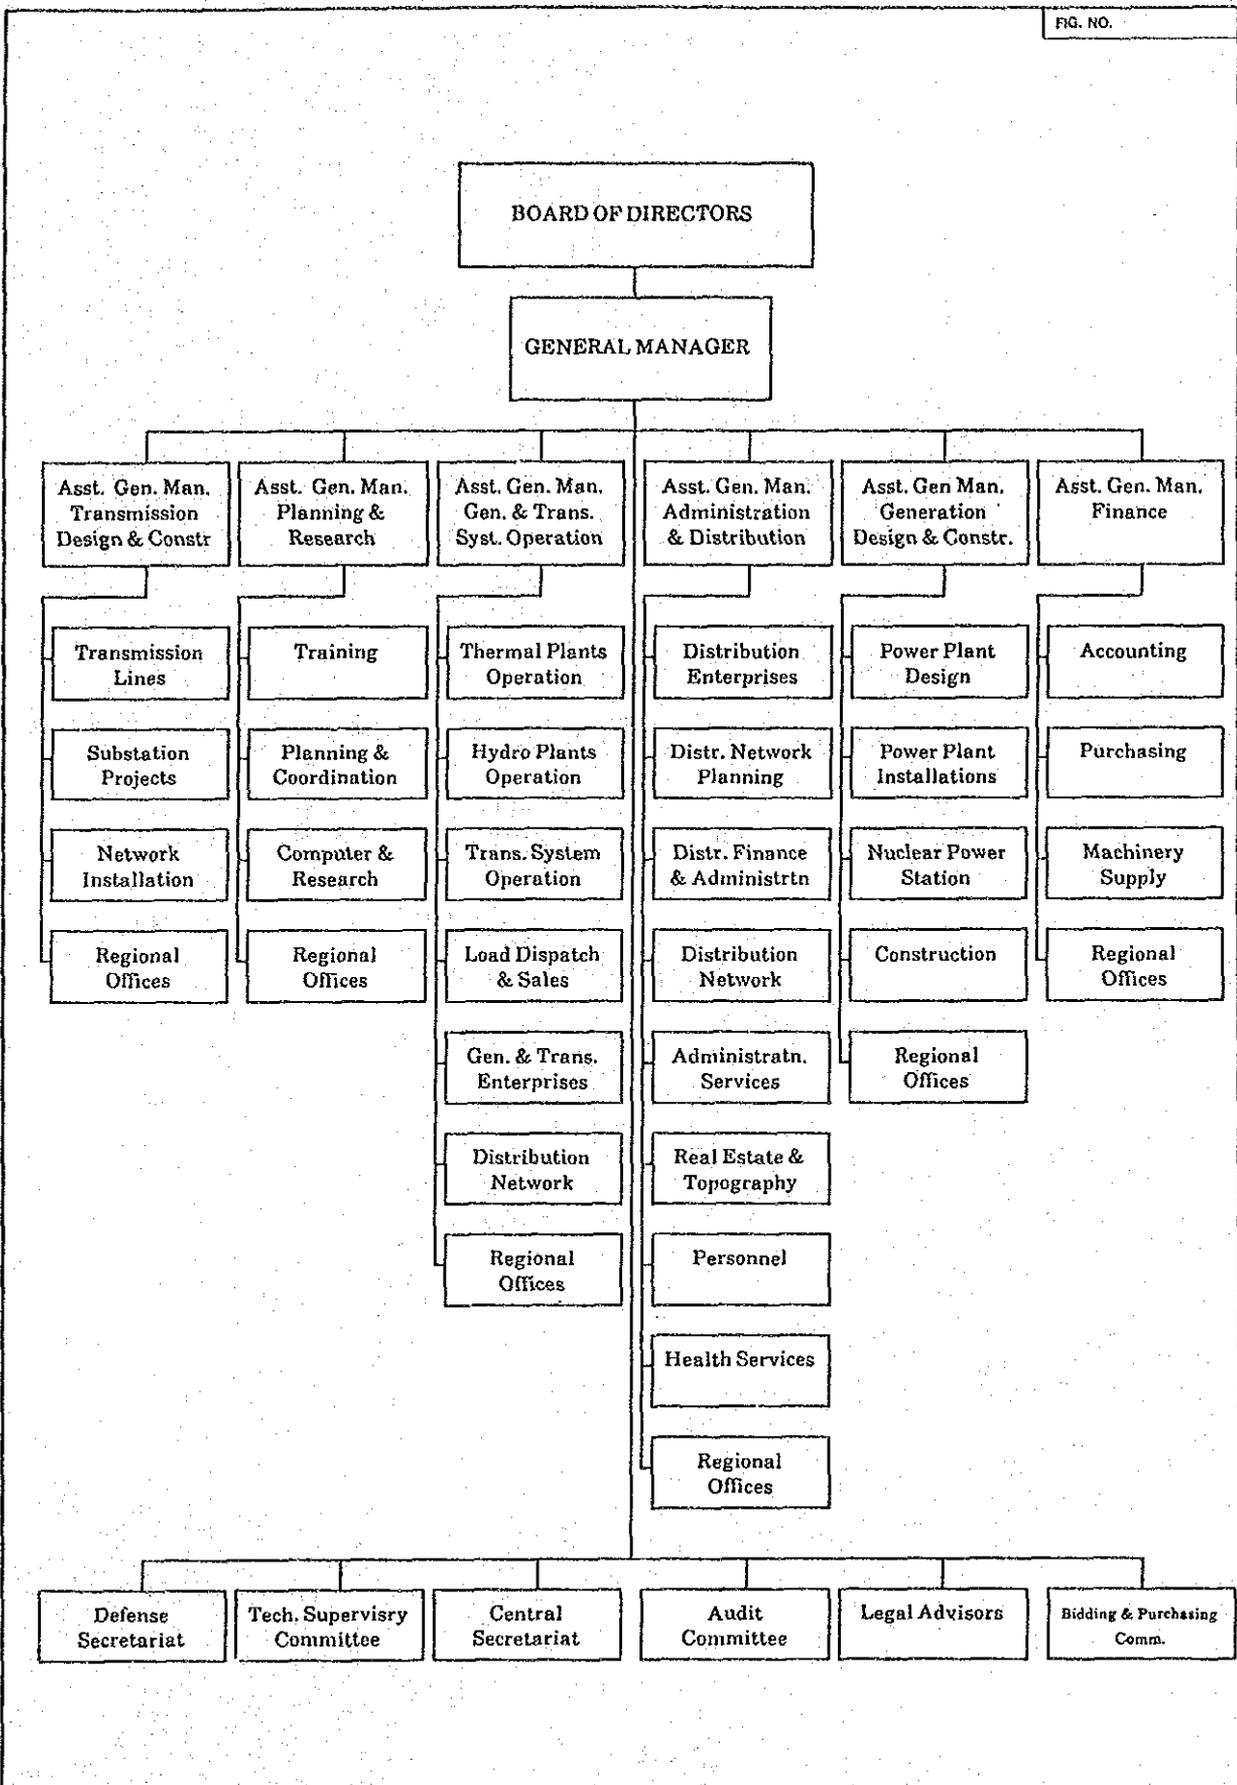 FIG. NO.
BOARD OF DIRECTORS
GENERAL MANAGER
Asst. Gen. Man.
Transmission
Design & Constr
Asst. Gen. Man.
Planning &
Research
Asst. Gen. Man.
Gen. & Trans.
Syst. Operation
Asst. Gen. Man.
Administration
& Distribution
Asst. Gen Man.
Generation
Design & Constr.
Asst. Gen. Man.
Finance
Transmission
Lines
Substation
Projects
Network
Installation
Regional
Offices
Training
Planning &
Coordination
Computer &
Research
Regional
Offices
Thermal Plants
Operation
Hydro Plants
Operation
Trans. System
Operation
Load Dispatch
& Sales
Gen. & Trans.
Enterprises
Distribution
Network
Regional
Offices
Distribution
Enterprises
Distr. Network
Planning
Distr. Finance
& Administrtn
Distribution
Network
Administratn.
Services
Real Estate &
Topography
Personnel
Health Services
Regional
Offices
Power Plant
Design
Power Plant
Installations
Nuclear Power
Station
Construction
Regional
Offices
Accounting
Purchasing
Machinery
Supply
Regional
Offices
Defense
Secretariat
Tech. Supervisry
Committee
Central
Secretariat
Audit
Committee
Legal Advisors
Bidding & Purchasing
Comm.